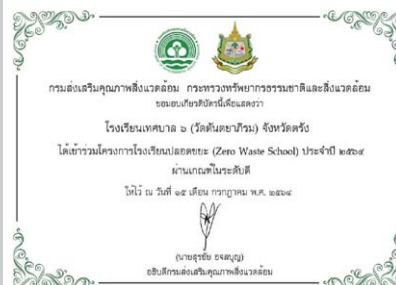 กรมส่งเสริมคุณภาพสิ่งแวดล้อม กระทรวงทรัพยากรธรรมชาติและสิ่งแวดล้อม
ขอมอบเกียรติบัตรนี้เพื่อแสดงว่า
โรงเรียนเทศบาล ๖ (วัดตันตยาภิรม) จังหวัดตรัง
ได้เข้าร่วมโครงการโรงเรียนปลอดขยะ (Zero Waste School) ประจำปี ๒๕๖๔
ผ่านเกณฑ์ในระดับดี
ให้ไว้ ณ วันที่ ๑๕ เดือน กรกฎาคม พ.ศ. ๒๕๖๔
(นายสุรชัย อจลบุญ)
อธิบดีกรมส่งเสริมคุณภาพสิ่งแวดล้อม